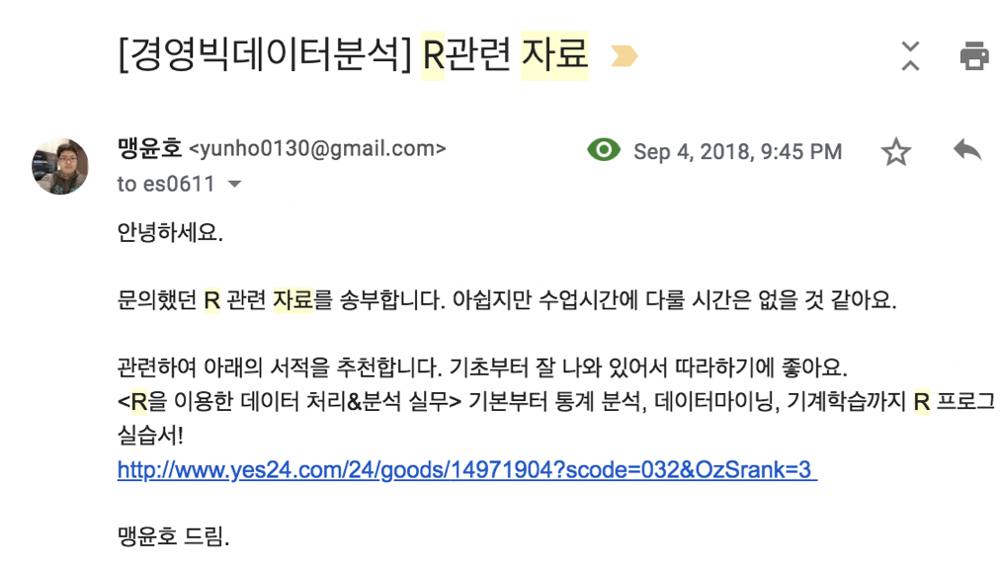 [경영빅데이터분석] R관련 자료
맹윤호 <yunho0130@gmail.com>
Sep 4, 2018, 9:45 PM
to es0611
안녕하세요.
문의했던 R 관련 자료를 송부합니다. 아쉽지만 수업시간에 다룰 시간은 없을 것 같아요.
관련하여 아래의 서적을 추천합니다. 기초부터 잘 나와 있어서 따라하기에 좋아요.
<R을 이용한 데이터 처리&분석 실무> 기본부터 통계 분석, 데이터마이닝, 기계학습까지 R 프로그
실습서!
http://www.yes24.com/24/goods/14971904?scode=032&OzSrank=3
맹윤호 드림.